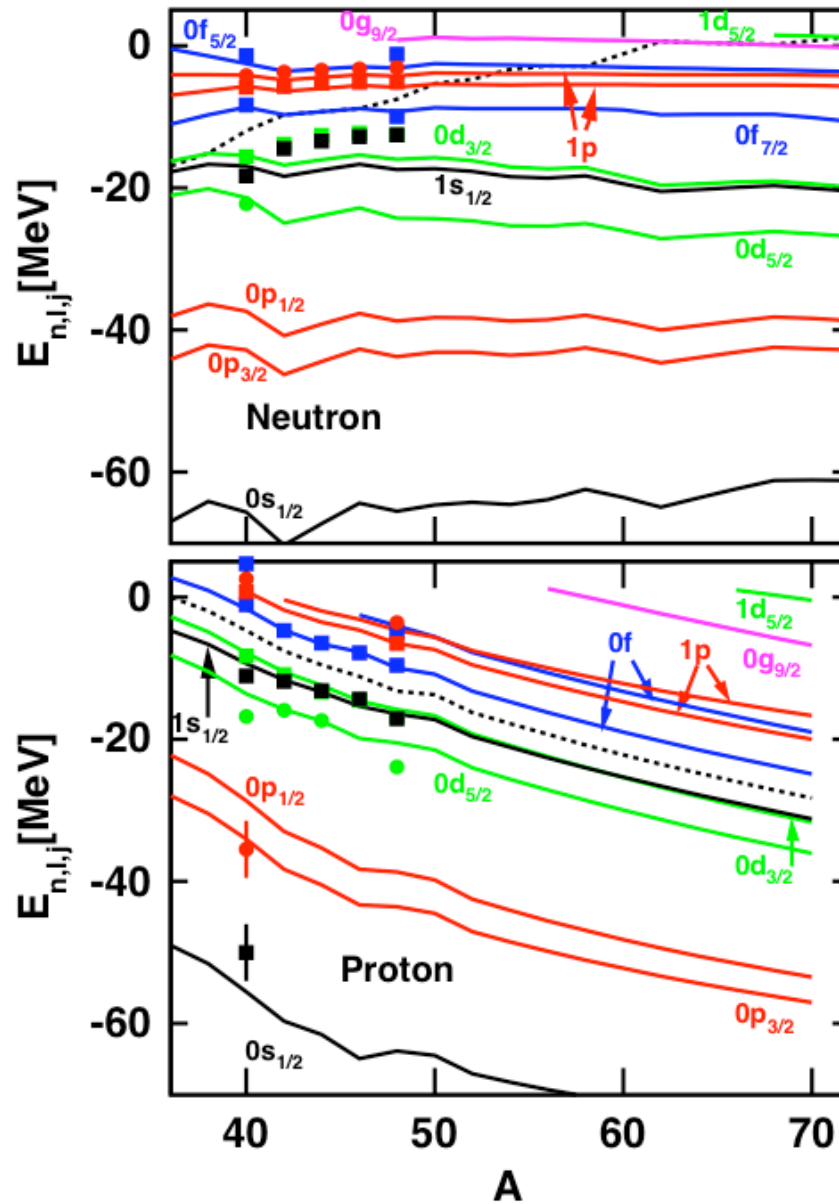 0g9/2
1d5/2
0f5/2
0
0d3/2
1p
0f7/2
-20
1s1/2
0d5/2
En,l,j[MeV]
0p1/2
-40
0p3/2
Neutron
-60
0s1/2
0
1d5/2
0f
1p
0g9/2
1s1/2
-20
0d5/2
0p1/2
En,l,j[MeV]
-40
0d3/2
Proton
0p3/2
-60
0s1/2
40
50
60
70
A